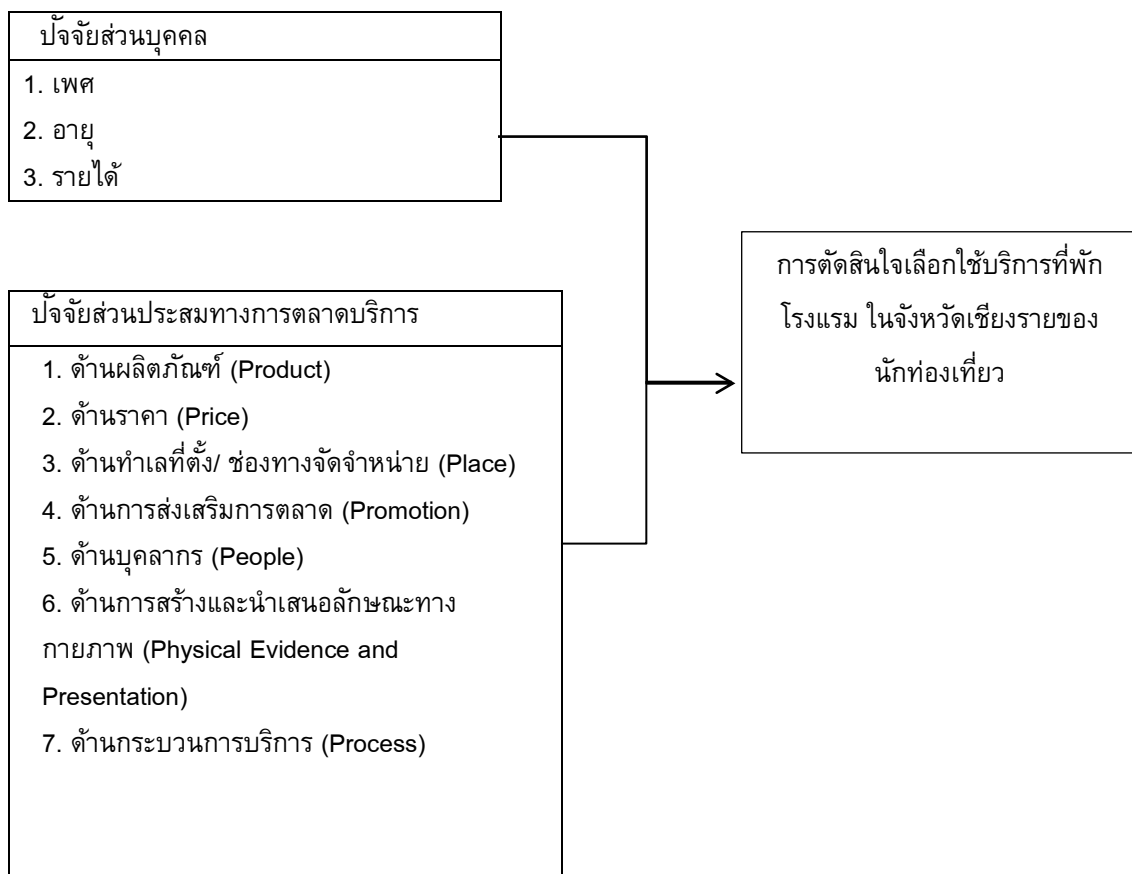 ปัจจัยส่วนบุคคล
1. เพศ
2. อายุ
3. รายได้
ปัจจัยส่วนประสมทางการตลาดบริการ
1. ด้านผลิตภัณฑ์ (Product)
2. ด้านราคา (Price)
3. ด้านทำเลที่ตั้ง/ ช่องทางจัดจำหน่าย (Place)
4. ด้านการส่งเสริมการตลาด (Promotion)
5. ด้านบุคลากร (People)
6. ด้านการสร้างและนำเสนอลักษณะทาง
กายภาพ (Physical Evidence and
Presentation)
7. ด้านกระบวนการบริการ (Process)
การตัดสินใจเลือกใช้บริการที่พัก
โรงแรม ในจังหวัดเชียงรายของ
นักท่องเที่ยว